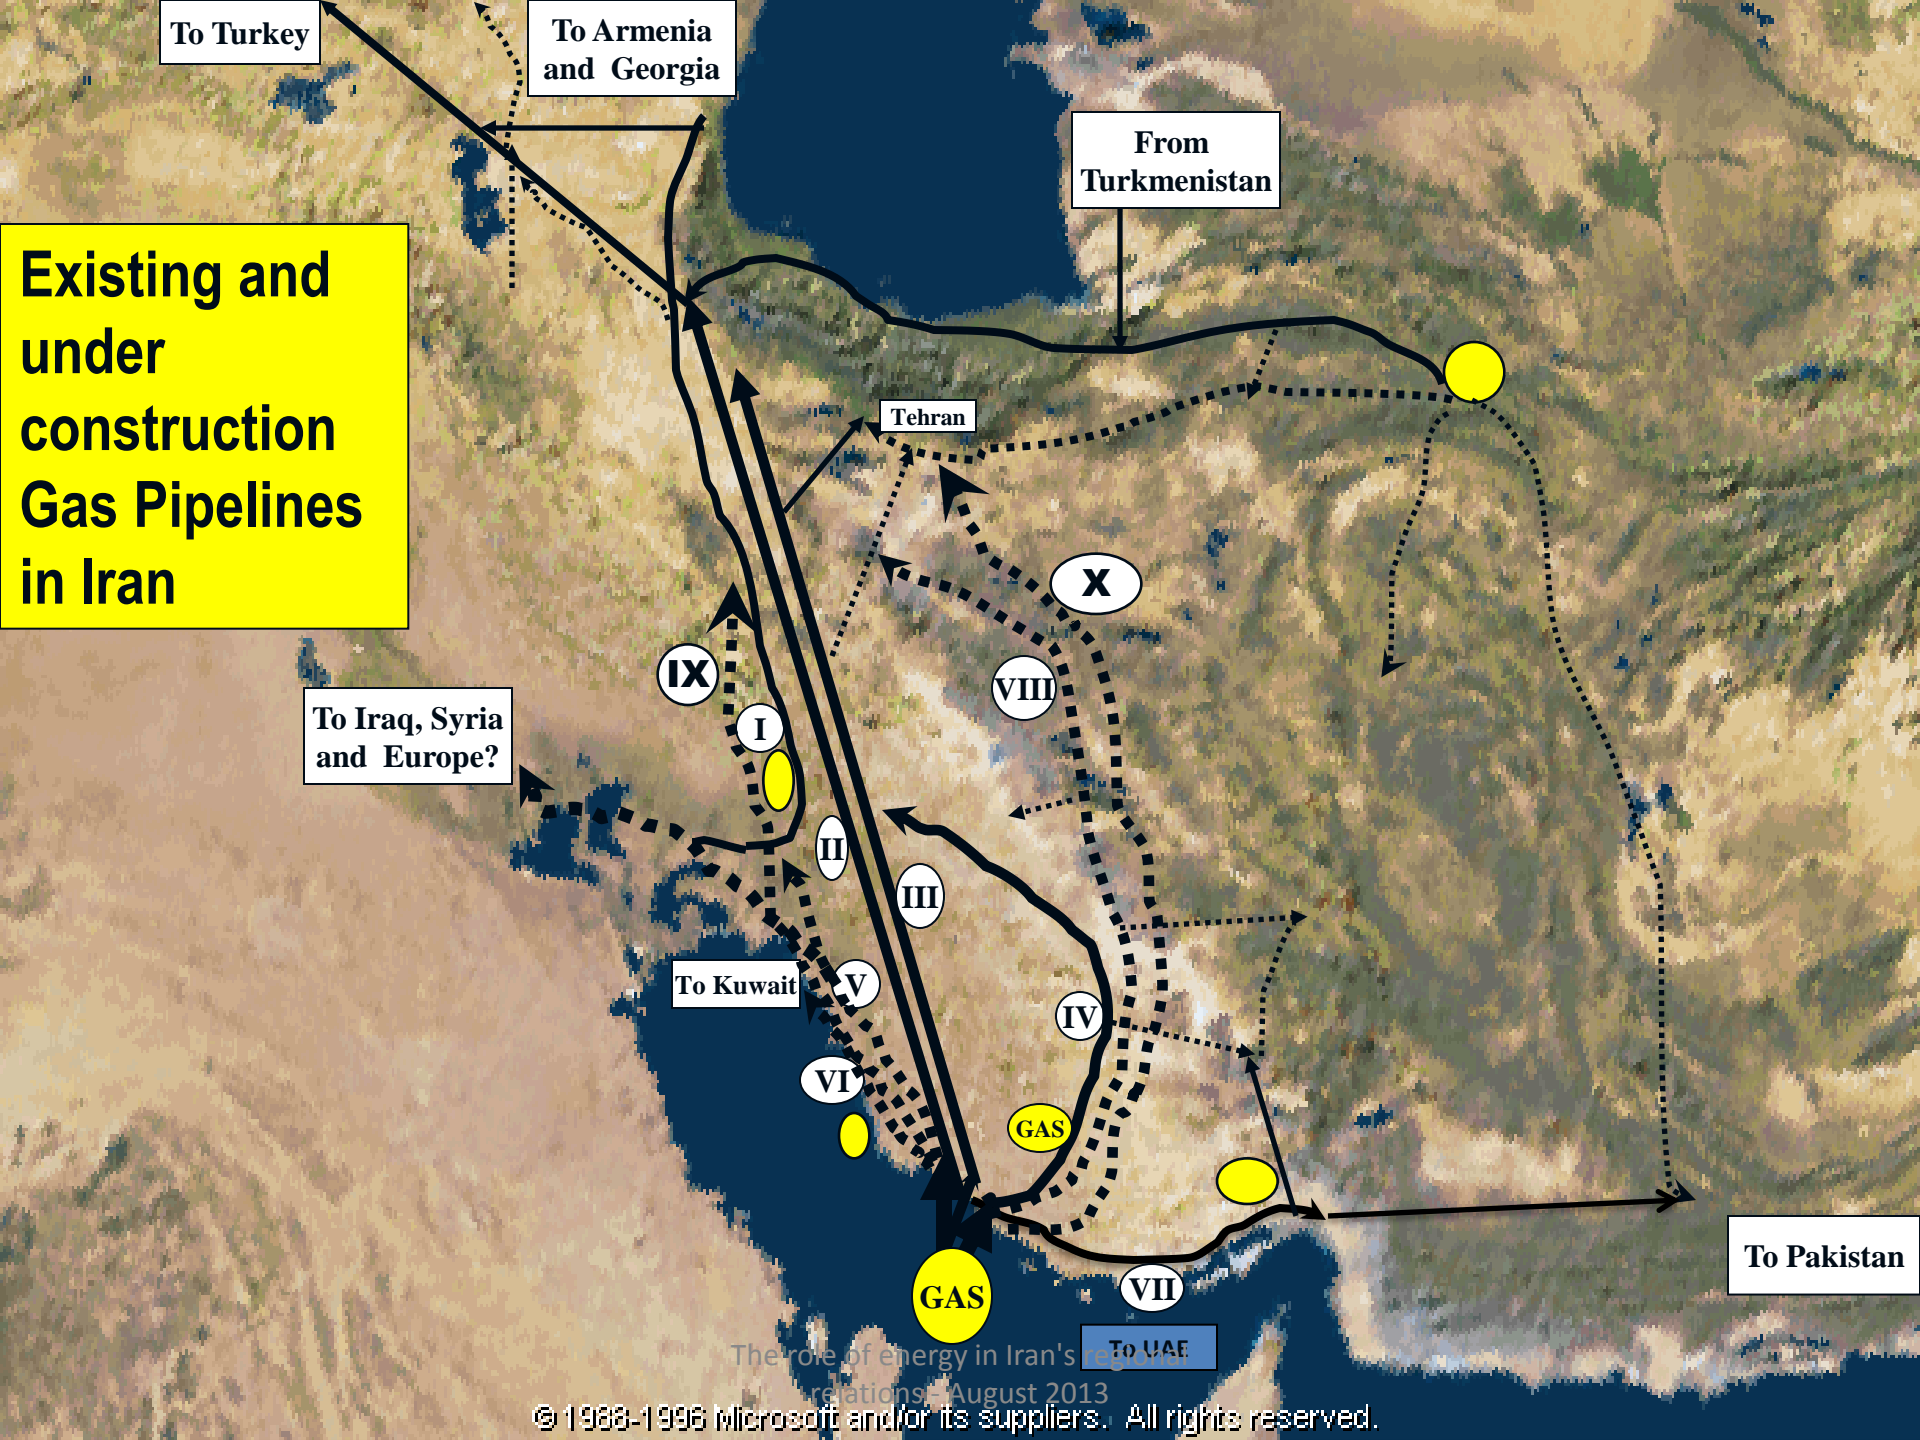 To Turkey
To Armenia
and Georgia
From
Turkmenistan
Existing and
under
construction
Gas Pipelines
in Iran
Tehran
X
IX
VIII
To Iraq, Syria
and Europe?
I
II
III
To Kuwait
V
IV
VI
GAS
To Pakistan
VII
GAS
To UAE
The role of energy in Iran's regional
relations - August 2013
© 1988-1996 Microsoft and/or its suppliers. All rights reserved.